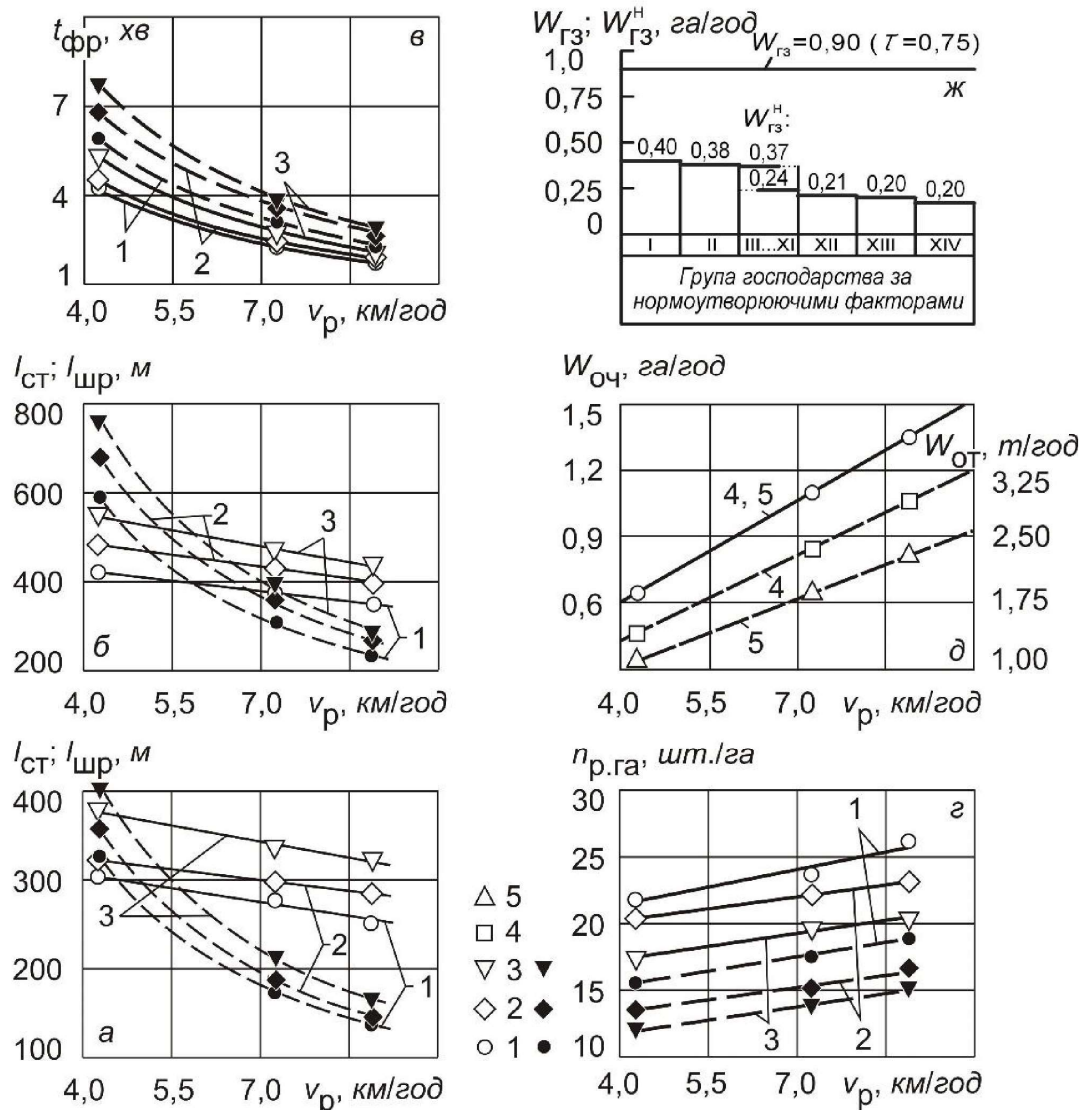 t_фр, хв
в
7
4
1
3
1
2
4,0 5,5 7,0 v_р, км/год
W_гз; W_гз^н, га/год
W_гз=0,90 (τ=0,75)
1,0
ж
0,75
W_гз^н:
0,50
0,40 0,38 0,37
0,24
0,25
0,21 0,20 0,20
0
I II III...XI XII XIII XIV
Група господарства за
нормоутворюючими факторами
l_ст; l_шр, м
800
600
2 3
400
1
200
б
4,0 5,5 7,0 v_р, км/год
W_оч, га/год
1,5
W_от, т/год
1,2
3,25
4, 5
0,9
2,50
4
0,6
1,75
5
д
1,00
4,0 5,5 7,0 v_р, км/год
l_ст; l_шр, м
400
300
3
2
200
1
100
а
4,0 5,5 7,0 v_р, км/год
5
4
3
2
1
n_р.га, шт./га
30
г
1
25
20
15
3 2
10
4,0 5,5 7,0 v_р, км/год